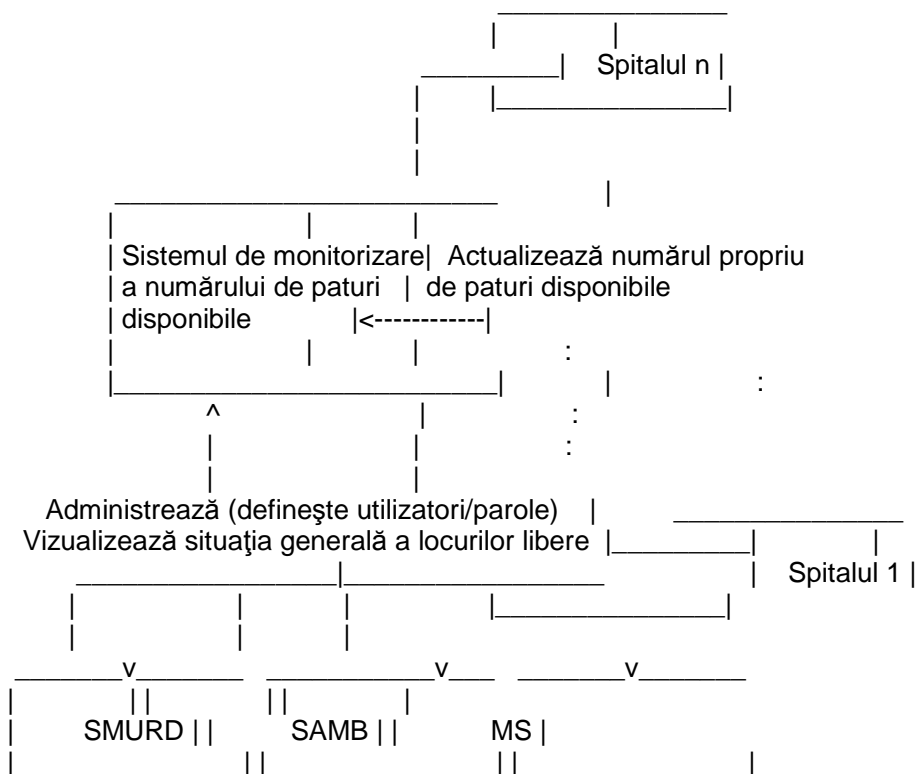 Spitalul n
Sistemul de monitorizare Actualizează numărul propriu
a numărului de paturi de paturi disponibile
disponibile
Administrează (defineşte utilizatori/parole)
Vizualizează situaţia generală a locurilor libere
Spitalul 1
SMURD SAMB MS